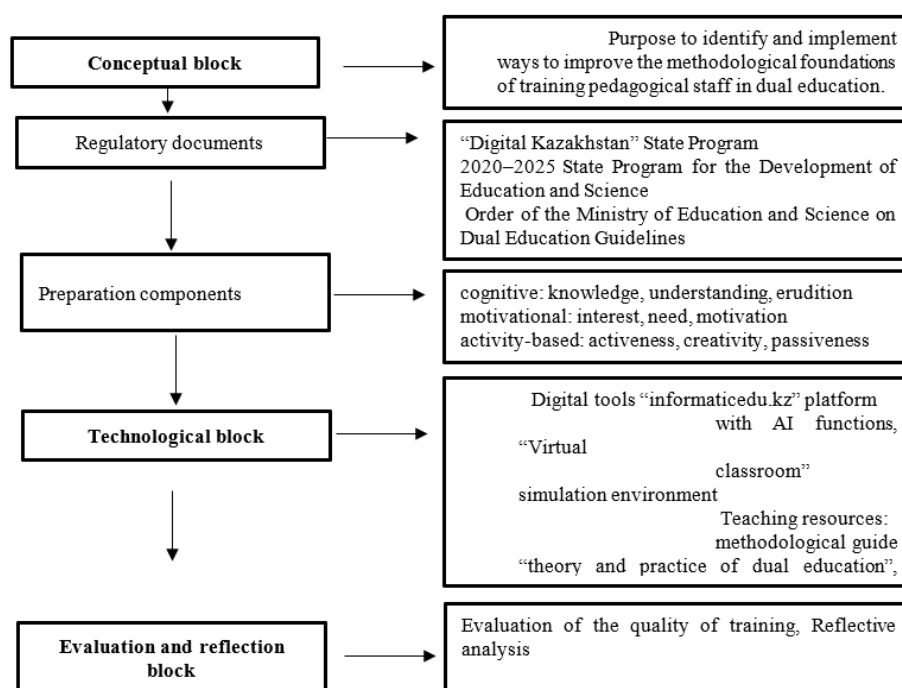 Conceptual block
Purpose to identify and implement
ways to improve the methodological foundations
of training pedagogical staff in dual education.
Regulatory documents
“Digital Kazakhstan” State Program
2020–2025 State Program for the Development of
Education and Science
Order of the Ministry of Education and Science on
Dual Education Guidelines
Preparation components
cognitive: knowledge, understanding, erudition
motivational: interest, need, motivation
activity-based: activeness, creativity, passiveness
Technological block
Digital tools “informaticedu.kz” platform
with AI functions,
“Virtual
classroom”
simulation environment
Teaching resources:
methodological guide
“theory and practice of dual education”,
Evaluation and reflection
block
Evaluation of the quality of training, Reflective
analysis